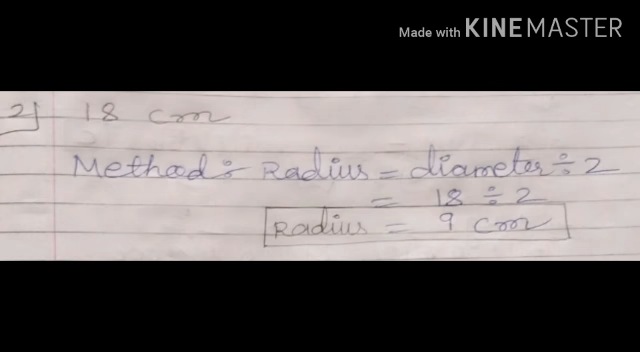 Made with KINEMASTER
2] 18 cm
Method :- Radius = diameter ÷ 2
= 18 ÷ 2
Radius = 9 cm